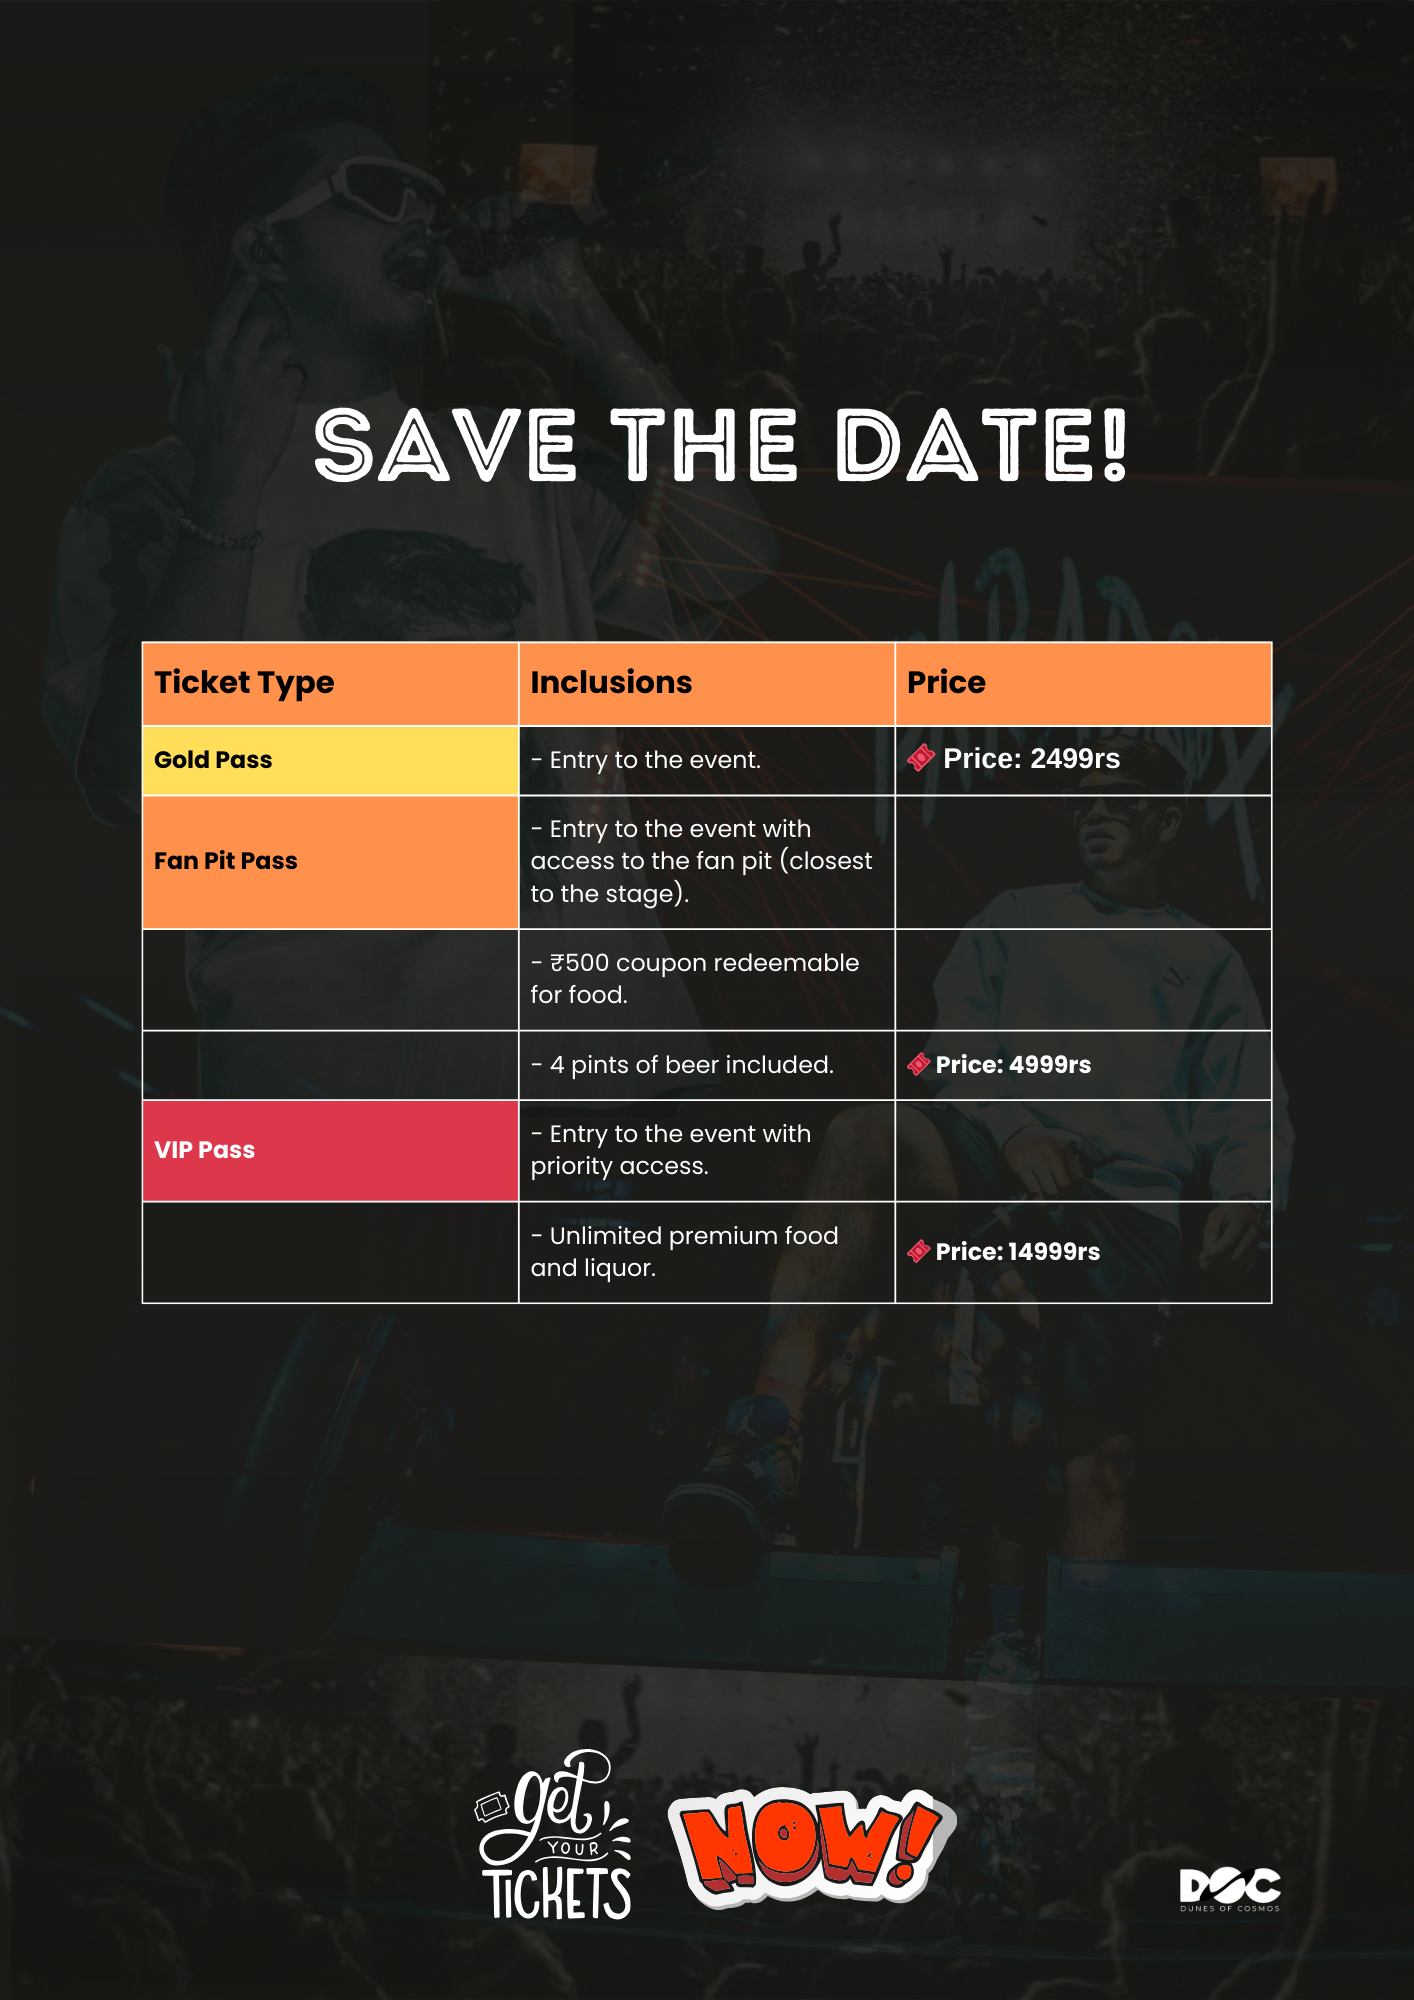 SAVE THE DATE!
Ticket Type
Inclusions
Price
Gold Pass
- Entry to the event.
Price: 2499rs
Fan Pit Pass
- Entry to the event with
access to the fan pit (closest
to the stage).
- ₹500 coupon redeemable
for food.
- 4 pints of beer included.
Price: 4999rs
VIP Pass
- Entry to the event with
priority access.
- Unlimited premium food
and liquor.
Price: 14999rs
get
YOUR
TICKETS
NOW!
DOC
DUNES OF COSMOS